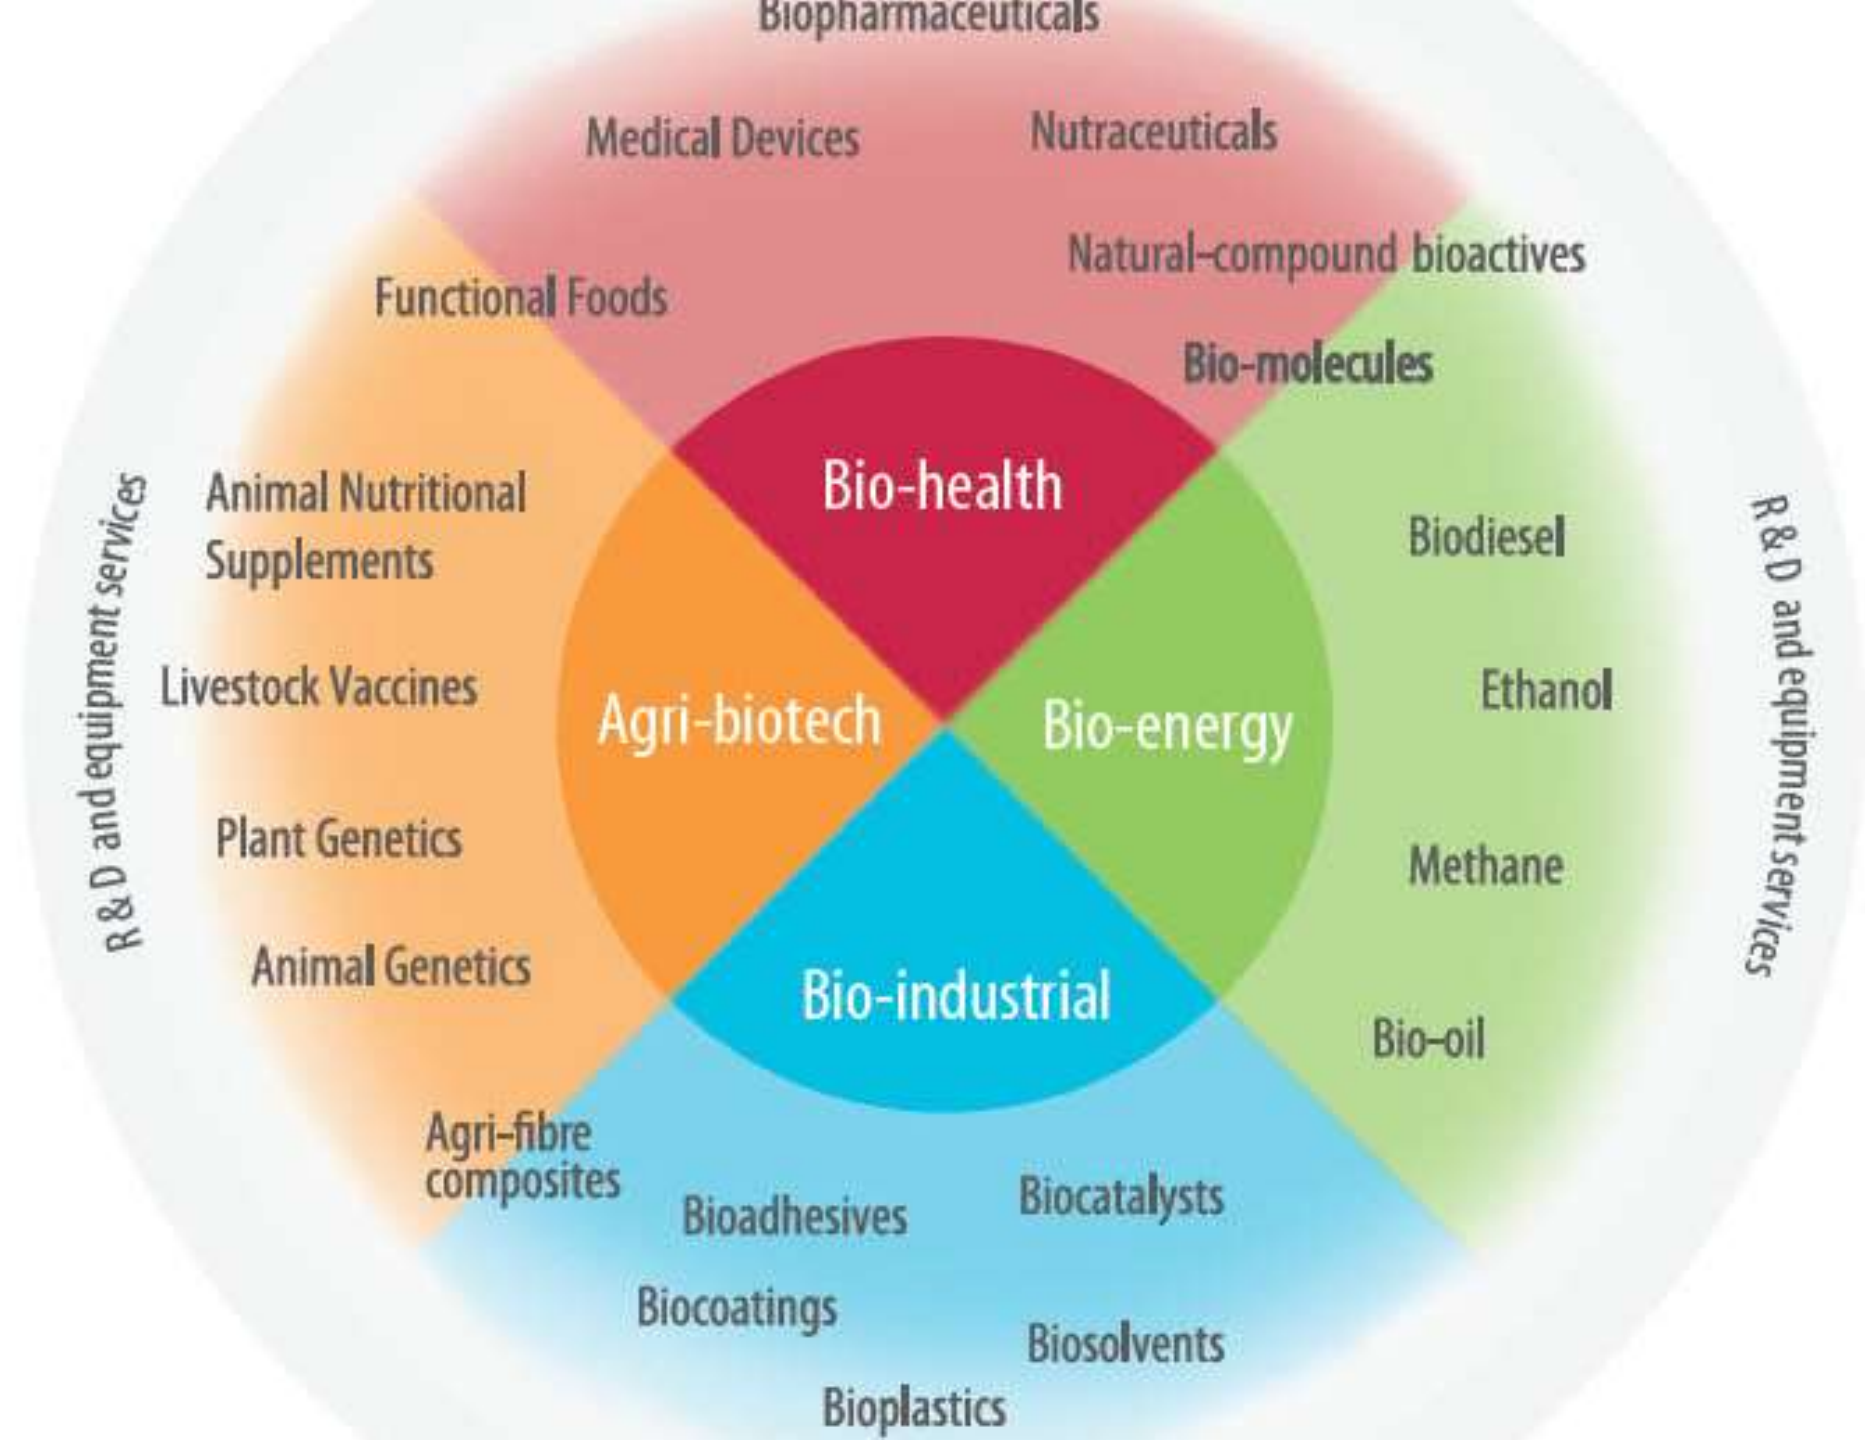 Biopharmaceuticals
Medical Devices
Nutraceuticals
Natural-compound bioactives
Functional Foods
Bio-molecules
Bio-health
Animal Nutritional
Supplements
Biodiesel
R & D and equipment services
R & D and equipment services
Livestock Vaccines
Ethanol
Agri-biotech
Bio-energy
Plant Genetics
Methane
Animal Genetics
Bio-industrial
Bio-oil
Agri-fibre
composites
Bioadhesives
Biocatalysts
Biocoatings
Biosolvents
Bioplastics